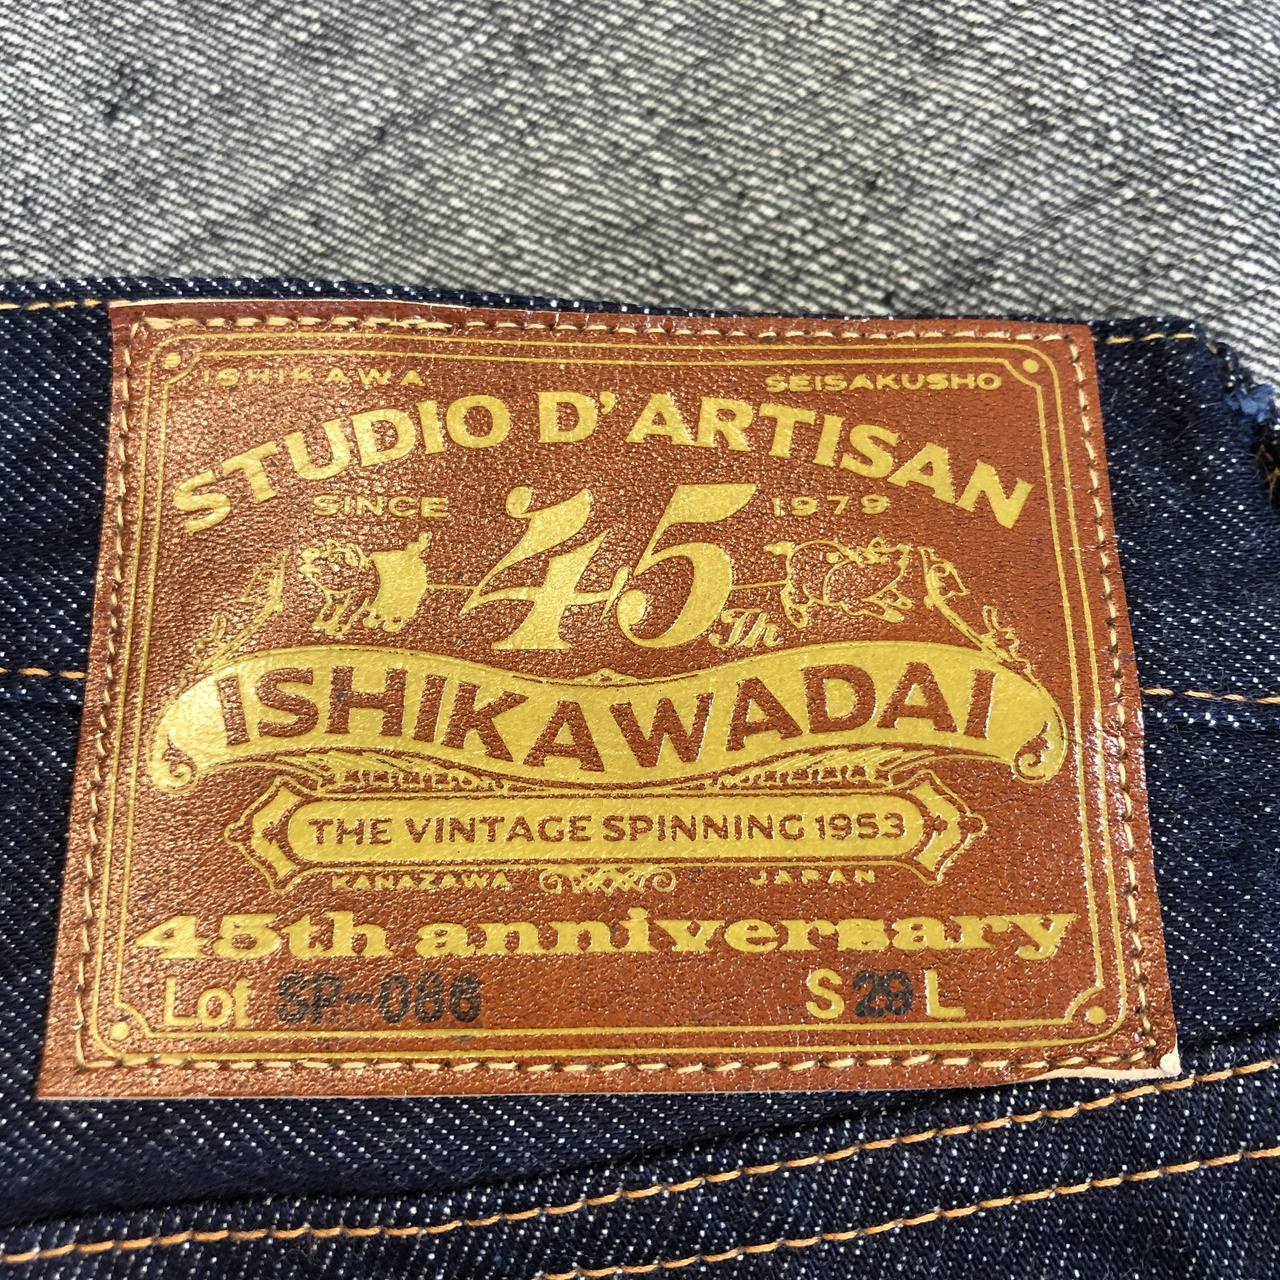 ISHIKAWA SEISAKUSHO
STUDIO D'ARTISAN
SINCE 1979
45Th
ISHIKAWADAI
THE VINTAGE SPINNING 1953
KANAZAWA JAPAN
45th anniversary
Lot SP-086 S 29 L